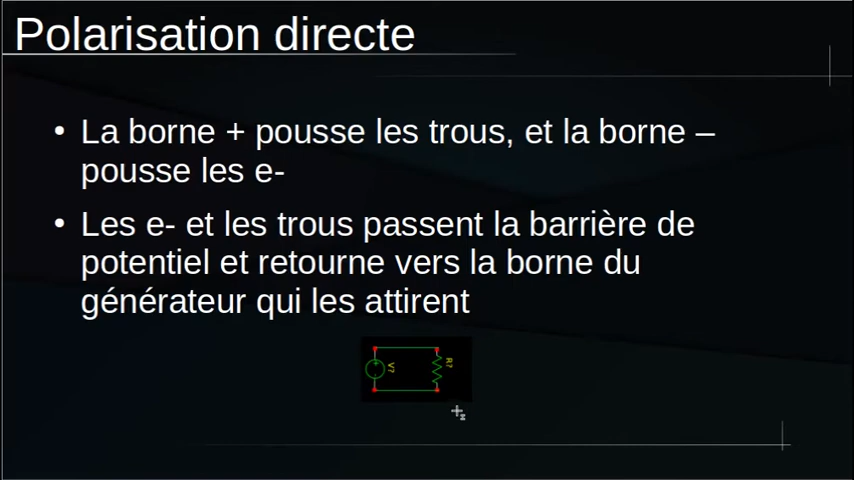 Polarisation directe
• La borne + pousse les trous, et la borne –
pousse les e-
• Les e- et les trous passent la barrière de
potentiel et retourne vers la borne du
générateur qui les attirent
V?
R?